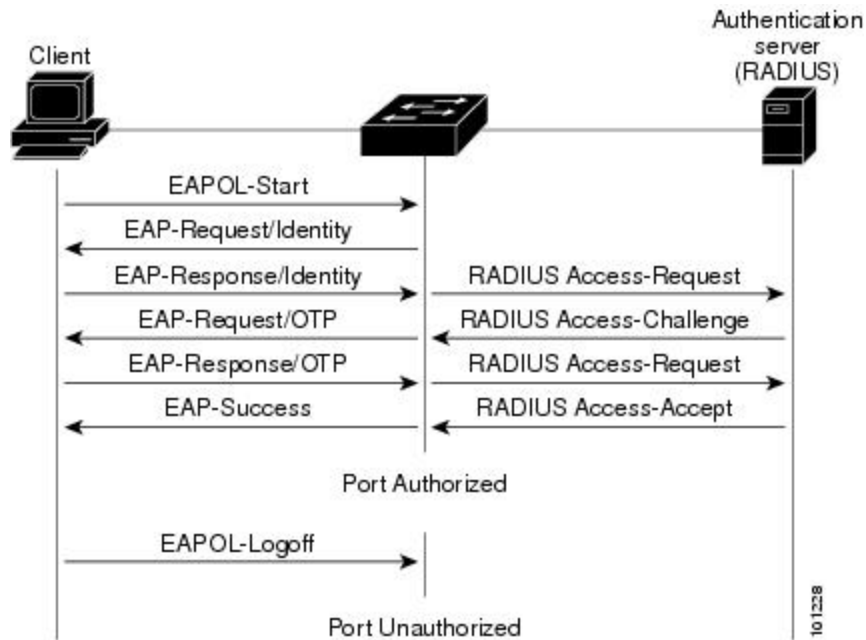 Authentication
server
(RADIUS)
Client
EAPOL-Start
EAP-Request/Identity
EAP-Response/Identity
RADIUS Access-Request
EAP-Request/OTP
RADIUS Access-Challenge
EAP-Response/OTP
RADIUS Access-Request
EAP-Success
RADIUS Access-Accept
Port Authorized
EAPOL-Logoff
Port Unauthorized
101228